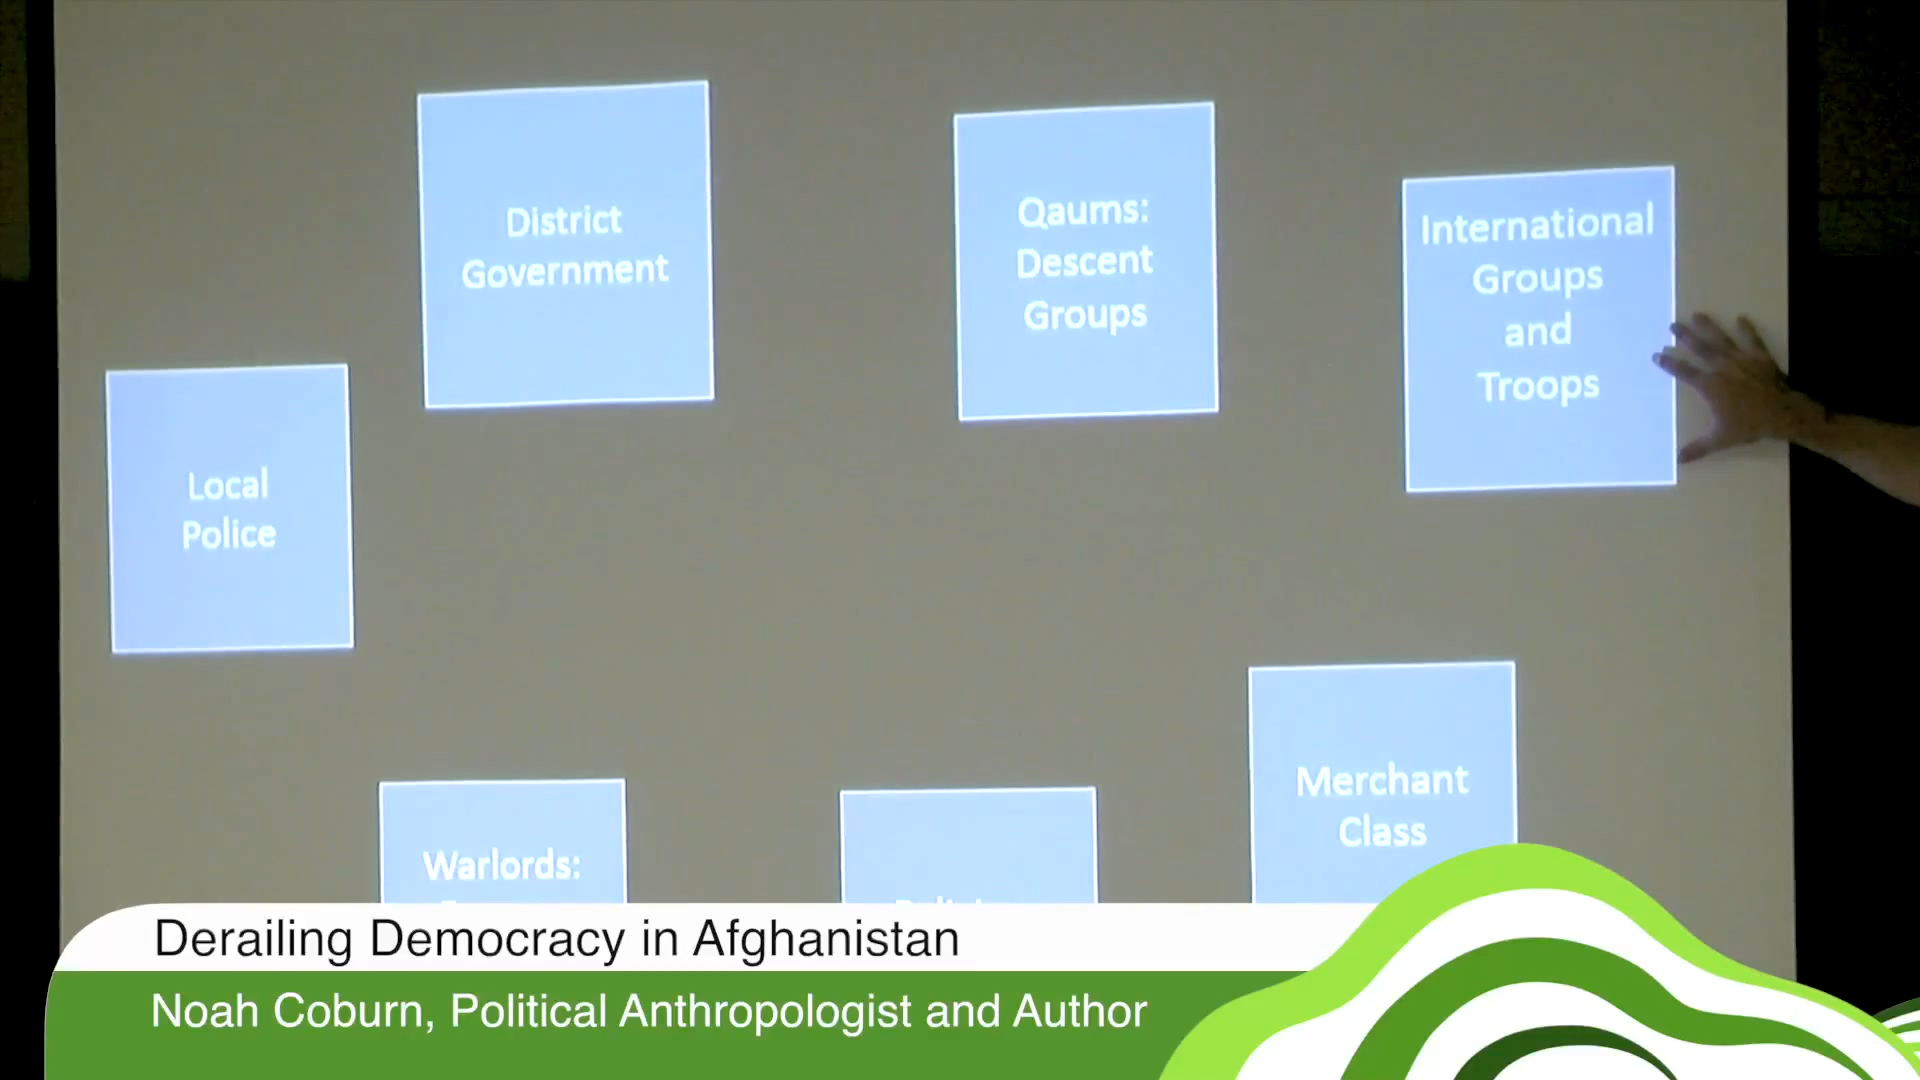 District
Government
Qaums:
Descent
Groups
International
Groups
and
Troops
Local
Police
Merchant
Class
Warlords:
Derailing Democracy in Afghanistan
Noah Coburn, Political Anthropologist and Author